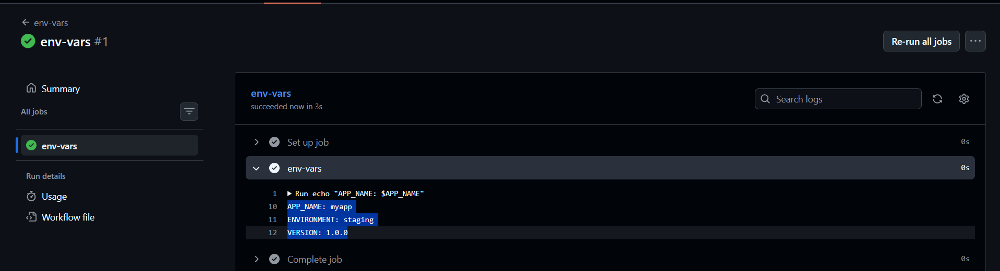 env-vars
env-vars #1
Re-run all jobs
Summary
All jobs
env-vars
Run details
Usage
Workflow file
env-vars
succeeded now in 3s
Search logs
Set up job 0s
env-vars 0s
1 Run echo "APP_NAME: $APP_NAME"
10 APP_NAME: myapp
11 ENVIRONMENT: staging
12 VERSION: 1.0.0
Complete job 0s